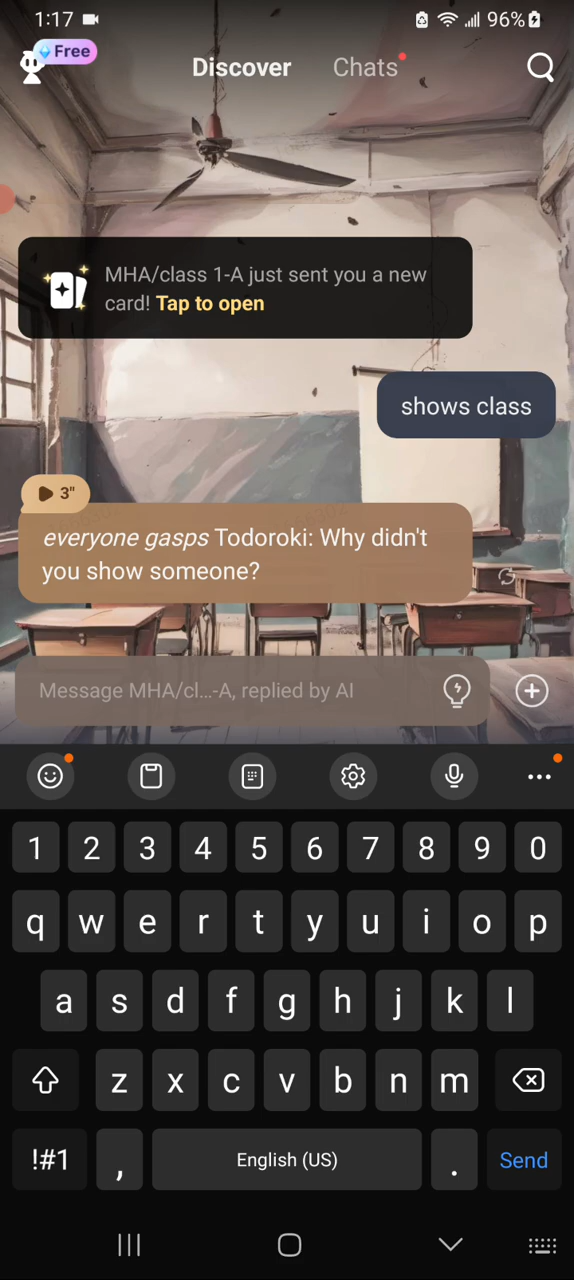 1:17
96%
Free
Discover Chats
MHA/class 1-A just sent you a new
card! Tap to open
shows class
3"
everyone gasps Todoroki: Why didn't
you show someone?
Message MHA/cl...-A, replied by AI
1 2 3 4 5 6 7 8 9 0
q w e r t y u i o p
a s d f g h j k l
z x c v b n m
!#1 , English (US) . Send